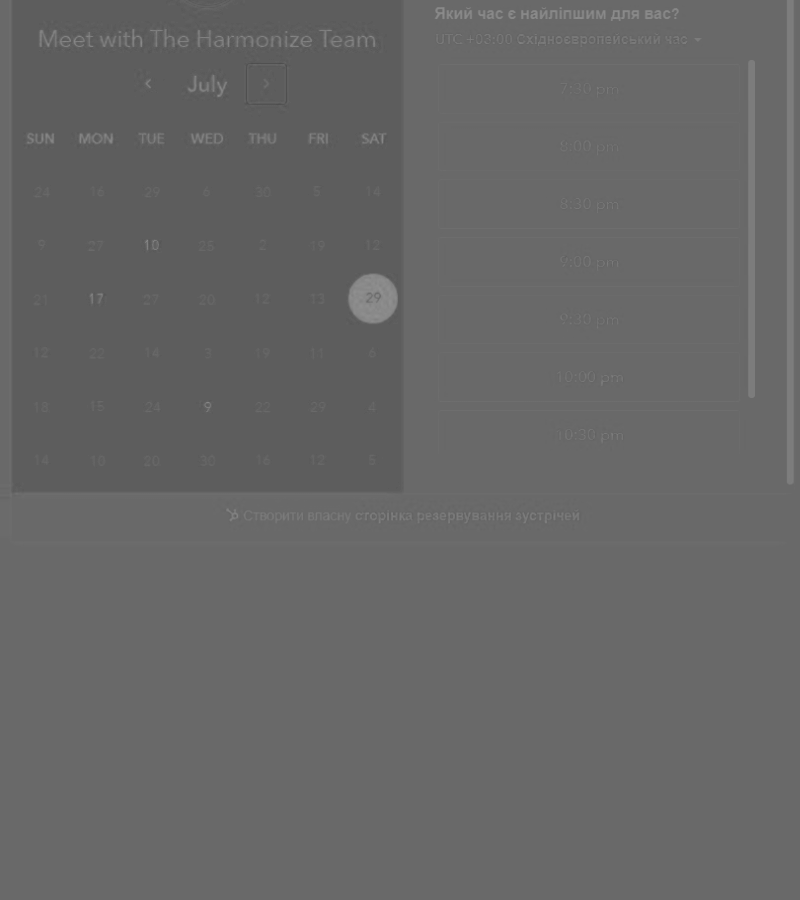 Meet with The Harmonize Team
July
SUN MON TUE WED THU FRI SAT
24 16 29 6 30 5 14
9 27 10 25 2 19 12
21 17 27 20 12 13 29
12 22 14 3 19 11 6
18 15 24 9 22 29 4
14 10 20 30 16 12 5
Який час є найліпшим для вас?
UTC +03:00 Східноєвропейський час
7:30 pm
8:00 pm
8:30 pm
9:00 pm
9:30 pm
10:00 pm
10:30 pm
Створити власну сторінка резервування зустрічей